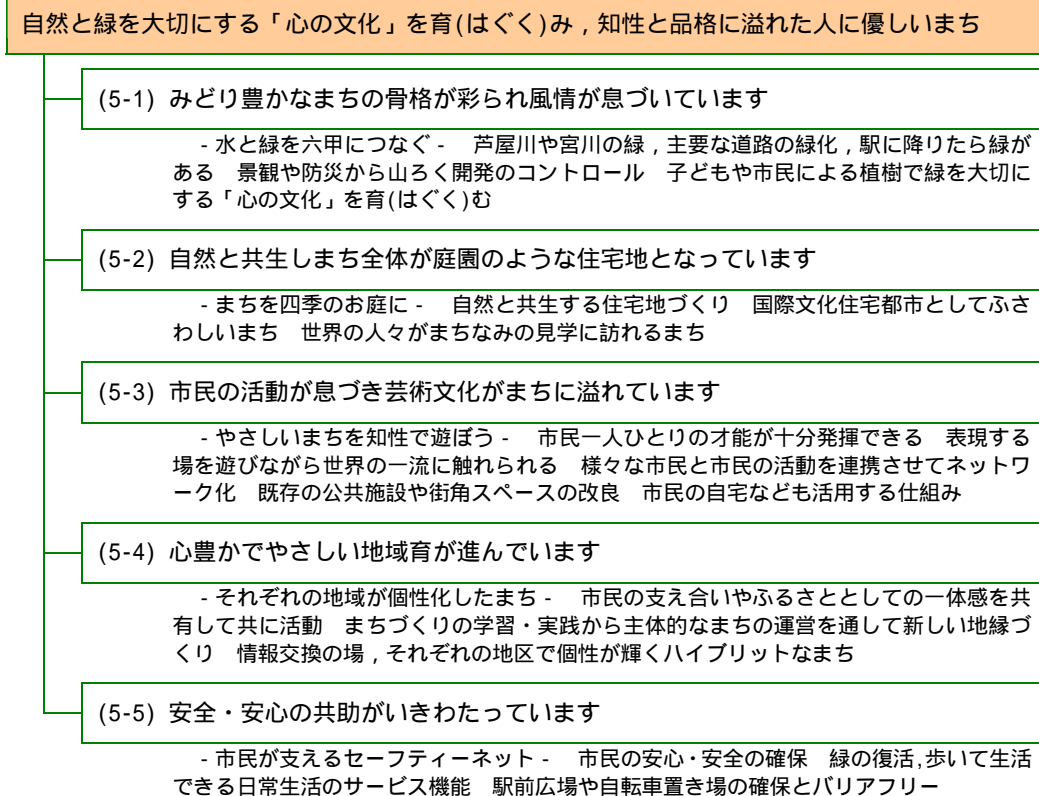 自然と緑を大切にする「心の文化」を育(はぐく)み,知性と品格に溢れた人に優しいまち
(5-1) みどり豊かなまちの骨格が彩られ風情が息づいています
- 水と緑を六甲につなぐ -　芦屋川や宮川の緑,主要な道路の緑化,駅に降りたら緑が
ある　景観や防災から山ろく開発のコントロール　子どもや市民による植樹で緑を大切に
する「心の文化」を育(はぐく)む
(5-2) 自然と共生しまち全体が庭園のような住宅地となっています
- まちを四季のお庭に -　自然と共生する住宅地づくり　国際文化住宅都市としてふさ
わしいまち　世界の人々がまちなみの見学に訪れるまち
(5-3) 市民の活動が息づき芸術文化がまちに溢れています
- やさしいまちを知性で遊ぼう -　市民一人ひとりの才能が十分発揮できる　表現する
場を遊びながら世界の一流に触れられる　様々な市民と市民の活動を連携させてネットワ
ーク化　既存の公共施設や街角スペースの改良　市民の自宅なども活用する仕組み
(5-4) 心豊かでやさしい地域育が進んでいます
- それぞれの地域が個性化したまち -　市民の支え合いやふるさととしての一体感を共
有して共に活動　まちづくりの学習・実践から主体的なまちの運営を通して新しい地縁づ
くり　情報交換の場,それぞれの地区で個性が輝くハイブリットなまち
(5-5) 安全・安心の共助がいきわたっています
- 市民が支えるセーフティーネット -　市民の安心・安全の確保　緑の復活,歩いて生活
できる日常生活のサービス機能　駅前広場や自転車置き場の確保とバリアフリー